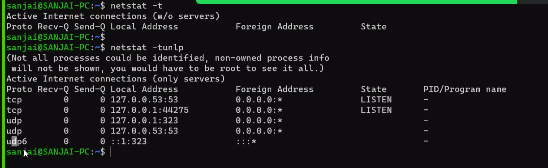 sanjai@SANJAI-PC:~$ netstat -t
Active Internet connections (w/o servers)
Proto Recv-Q Send-Q Local Address           Foreign Address         State
sanjai@SANJAI-PC:~$ netstat -tunlp
(Not all processes could be identified, non-owned process info
 will not be shown, you would have to be root to see it all.)
Active Internet connections (only servers)
Proto Recv-Q Send-Q Local Address           Foreign Address         State       PID/Program name
tcp        0      0 127.0.0.53:53           0.0.0.0:*               LISTEN      -
tcp        0      0 127.0.0.1:44275         0.0.0.0:*               LISTEN      -
udp        0      0 127.0.0.1:323           0.0.0.0:*                           -
udp        0      0 127.0.0.53:53           0.0.0.0:*                           -
udp6       0      0 ::1:323                 :::*                                -
sanjai@SANJAI-PC:~$